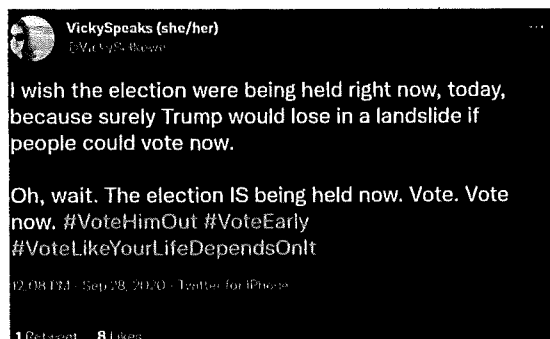 VickySpeaks (she/her)
I wish the election were being held right now, today,
because surely Trump would lose in a landslide if
people could vote now.
Oh, wait. The election IS being held now. Vote. Vote
now. #VoteHimOut #VoteEarly
#VoteLikeYourLifeDependsOnIt
12:08 PM - Sep 28, 2020 - Twitter for iPhone
1 Retweet 8 Likes